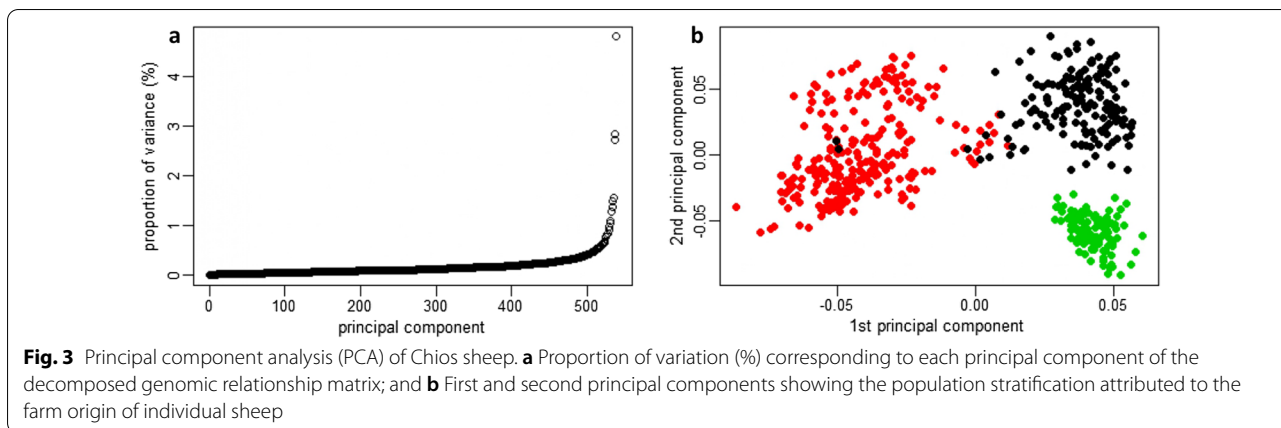 a
proportion of variance (%)
0 1 2 3 4
0 100 200 300 400 500
principal component
b
2nd principal component
-0.05 0.00 0.05
-0.05 0.00 0.05
1st principal component
Fig. 3 Principal component analysis (PCA) of Chios sheep. a Proportion of variation (%) corresponding to each principal component of the
decomposed genomic relationship matrix; and b First and second principal components showing the population stratification attributed to the
farm origin of individual sheep